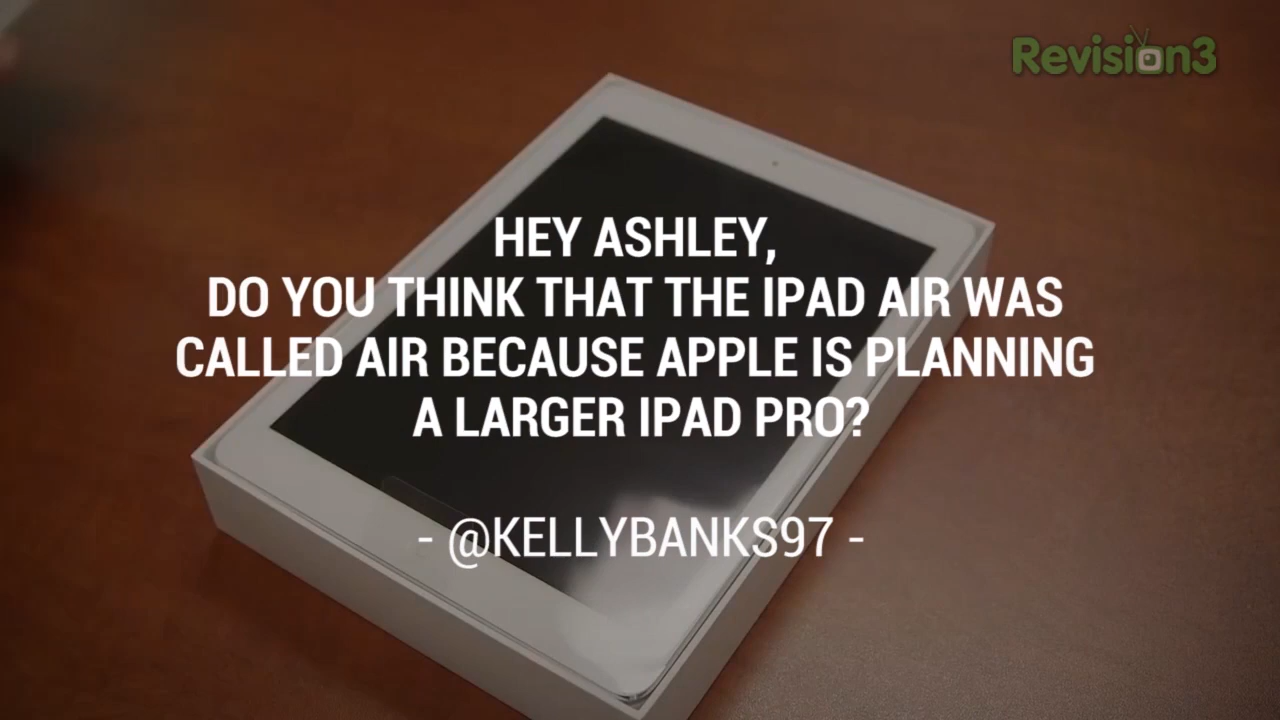 Revision3
HEY ASHLEY,
DO YOU THINK THAT THE IPAD AIR WAS
CALLED AIR BECAUSE APPLE IS PLANNING
A LARGER IPAD PRO?
- @KELLYBANKS97 -